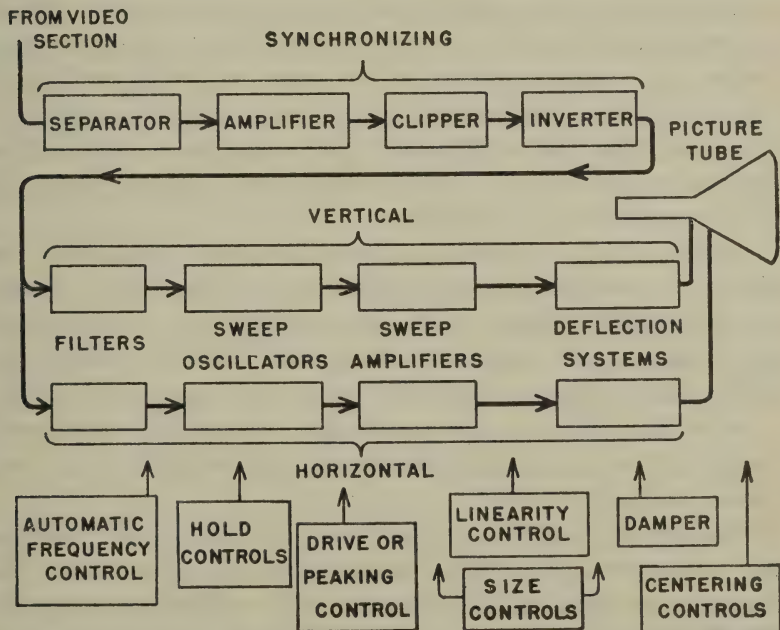 FROM VIDEO
SECTION
SYNCHRONIZING
SEPARATOR
AMPLIFIER
CLIPPER
INVERTER
PICTURE
TUBE
VERTICAL
FILTERS
SWEEP
OSCILLATORS
SWEEP
AMPLIFIERS
DEFLECTION
SYSTEMS
HORIZONTAL
AUTOMATIC
FREQUENCY
CONTROL
HOLD
CONTROLS
DRIVE OR
PEAKING
CONTROL
LINEARITY
CONTROL
SIZE
CONTROLS
DAMPER
CENTERING
CONTROLS